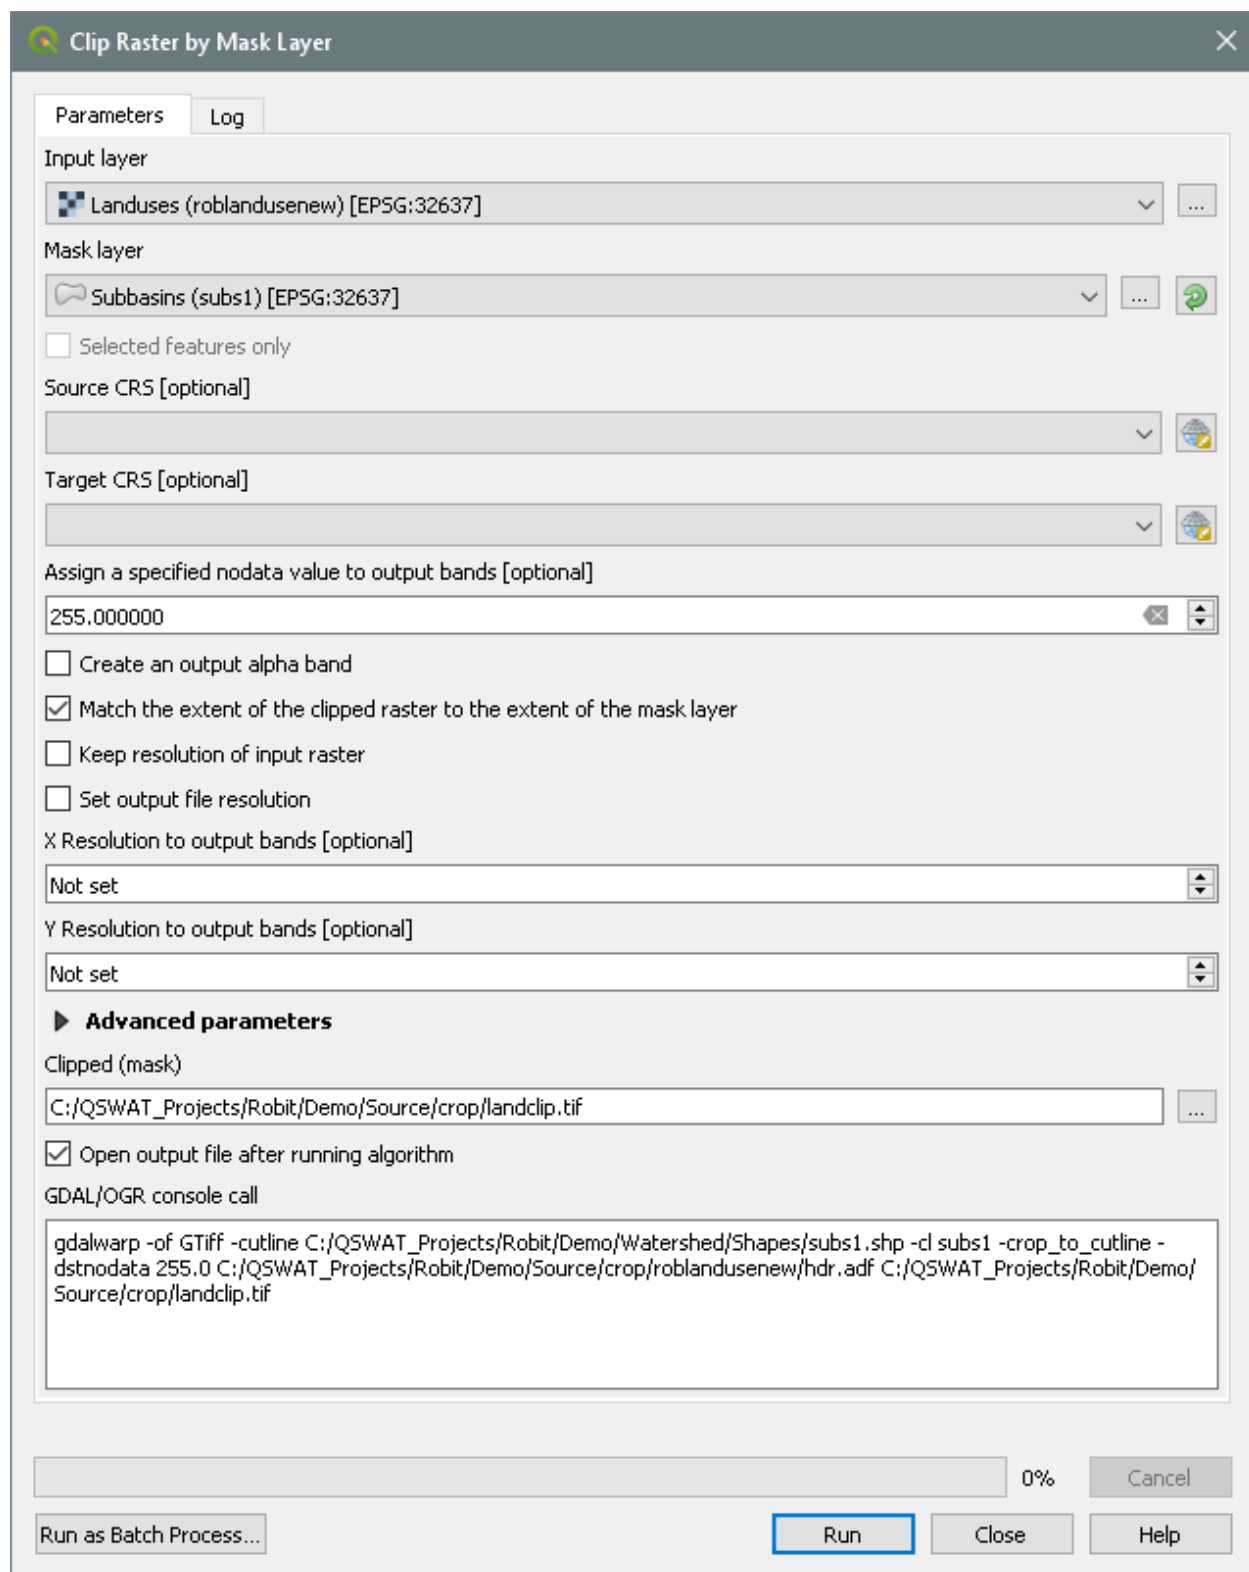 Clip Raster by Mask Layer
Parameters
Log
Input layer
Landuses (roblandusenew) [EPSG:32637]
...
Mask layer
Subbasins (subs1) [EPSG:32637]
...
Selected features only
Source CRS [optional]
Target CRS [optional]
Assign a specified nodata value to output bands [optional]
255.000000
Create an output alpha band
Match the extent of the clipped raster to the extent of the mask layer
Keep resolution of input raster
Set output file resolution
X Resolution to output bands [optional]
Not set
Y Resolution to output bands [optional]
Not set
Advanced parameters
Clipped (mask)
C:/QSWAT_Projects/Robit/Demo/Source/crop/landclip.tif
...
Open output file after running algorithm
GDAL/OGR console call
gdalwarp -of GTiff -cutline C:/QSWAT_Projects/Robit/Demo/Watershed/Shapes/subs1.shp -cl subs1 -crop_to_cutline -
dstnodata 255.0 C:/QSWAT_Projects/Robit/Demo/Source/crop/roblandusenew/hdr.adf C:/QSWAT_Projects/Robit/Demo/
Source/crop/landclip.tif
0%
Cancel
Run as Batch Process...
Run
Close
Help